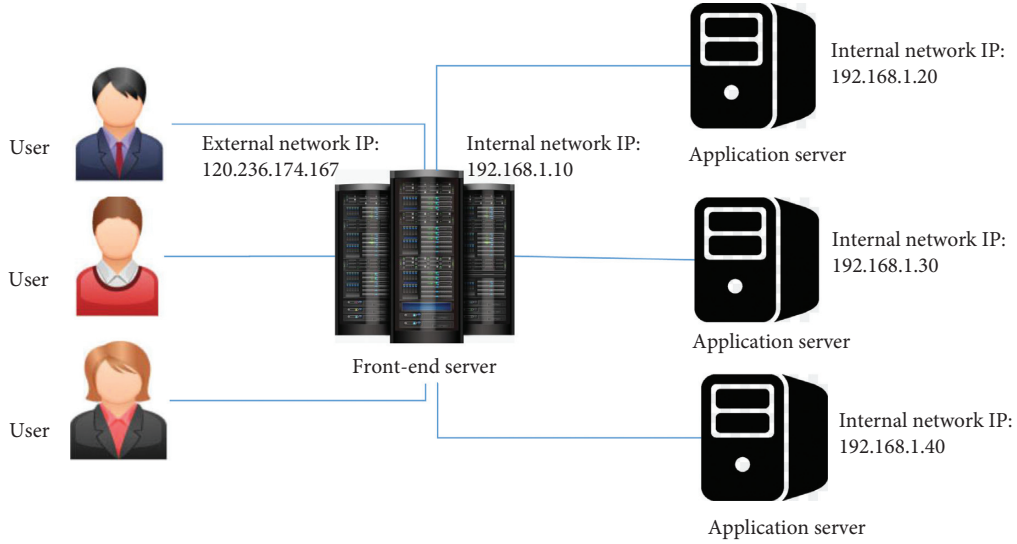 User
External network IP:
120.236.174.167
Internal network IP:
192.168.1.10
Internal network IP:
192.168.1.20
Application server
User
Internal network IP:
192.168.1.30
Application server
Front-end server
User
Internal network IP:
192.168.1.40
Application server